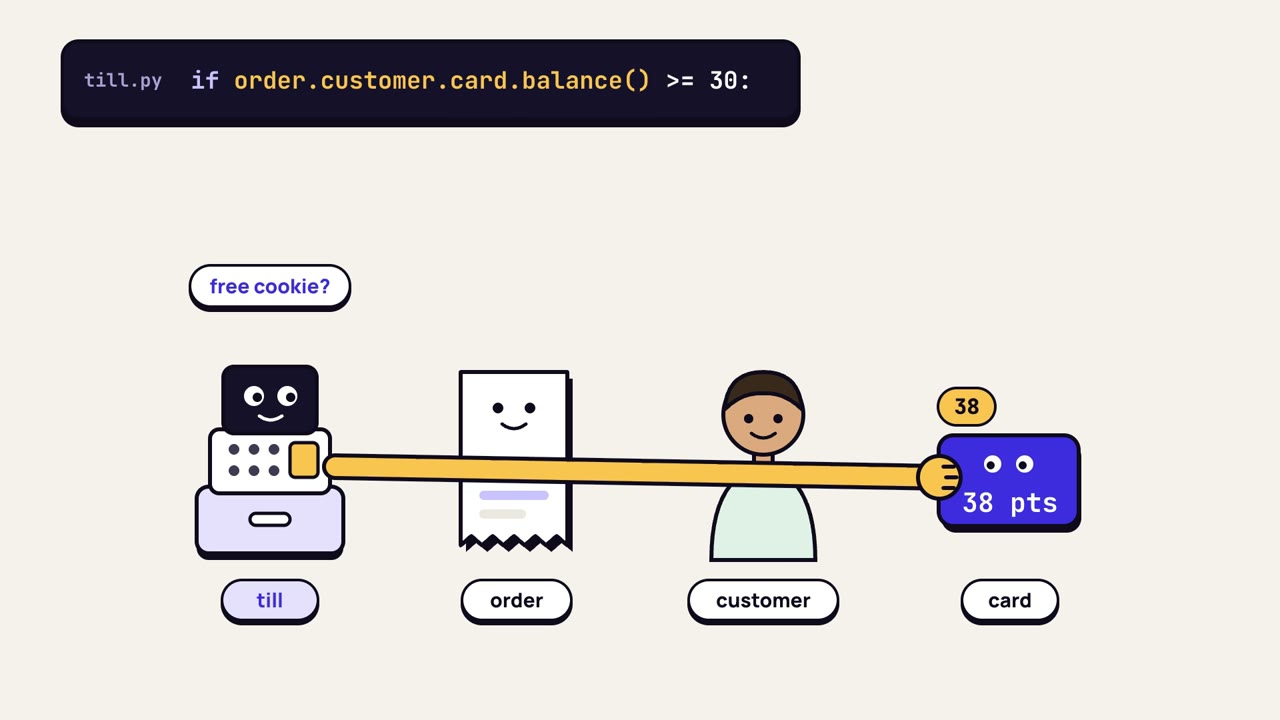 till.py if order.customer.card.balance() >= 30:
free cookie?
38
38 pts
till
order
customer
card